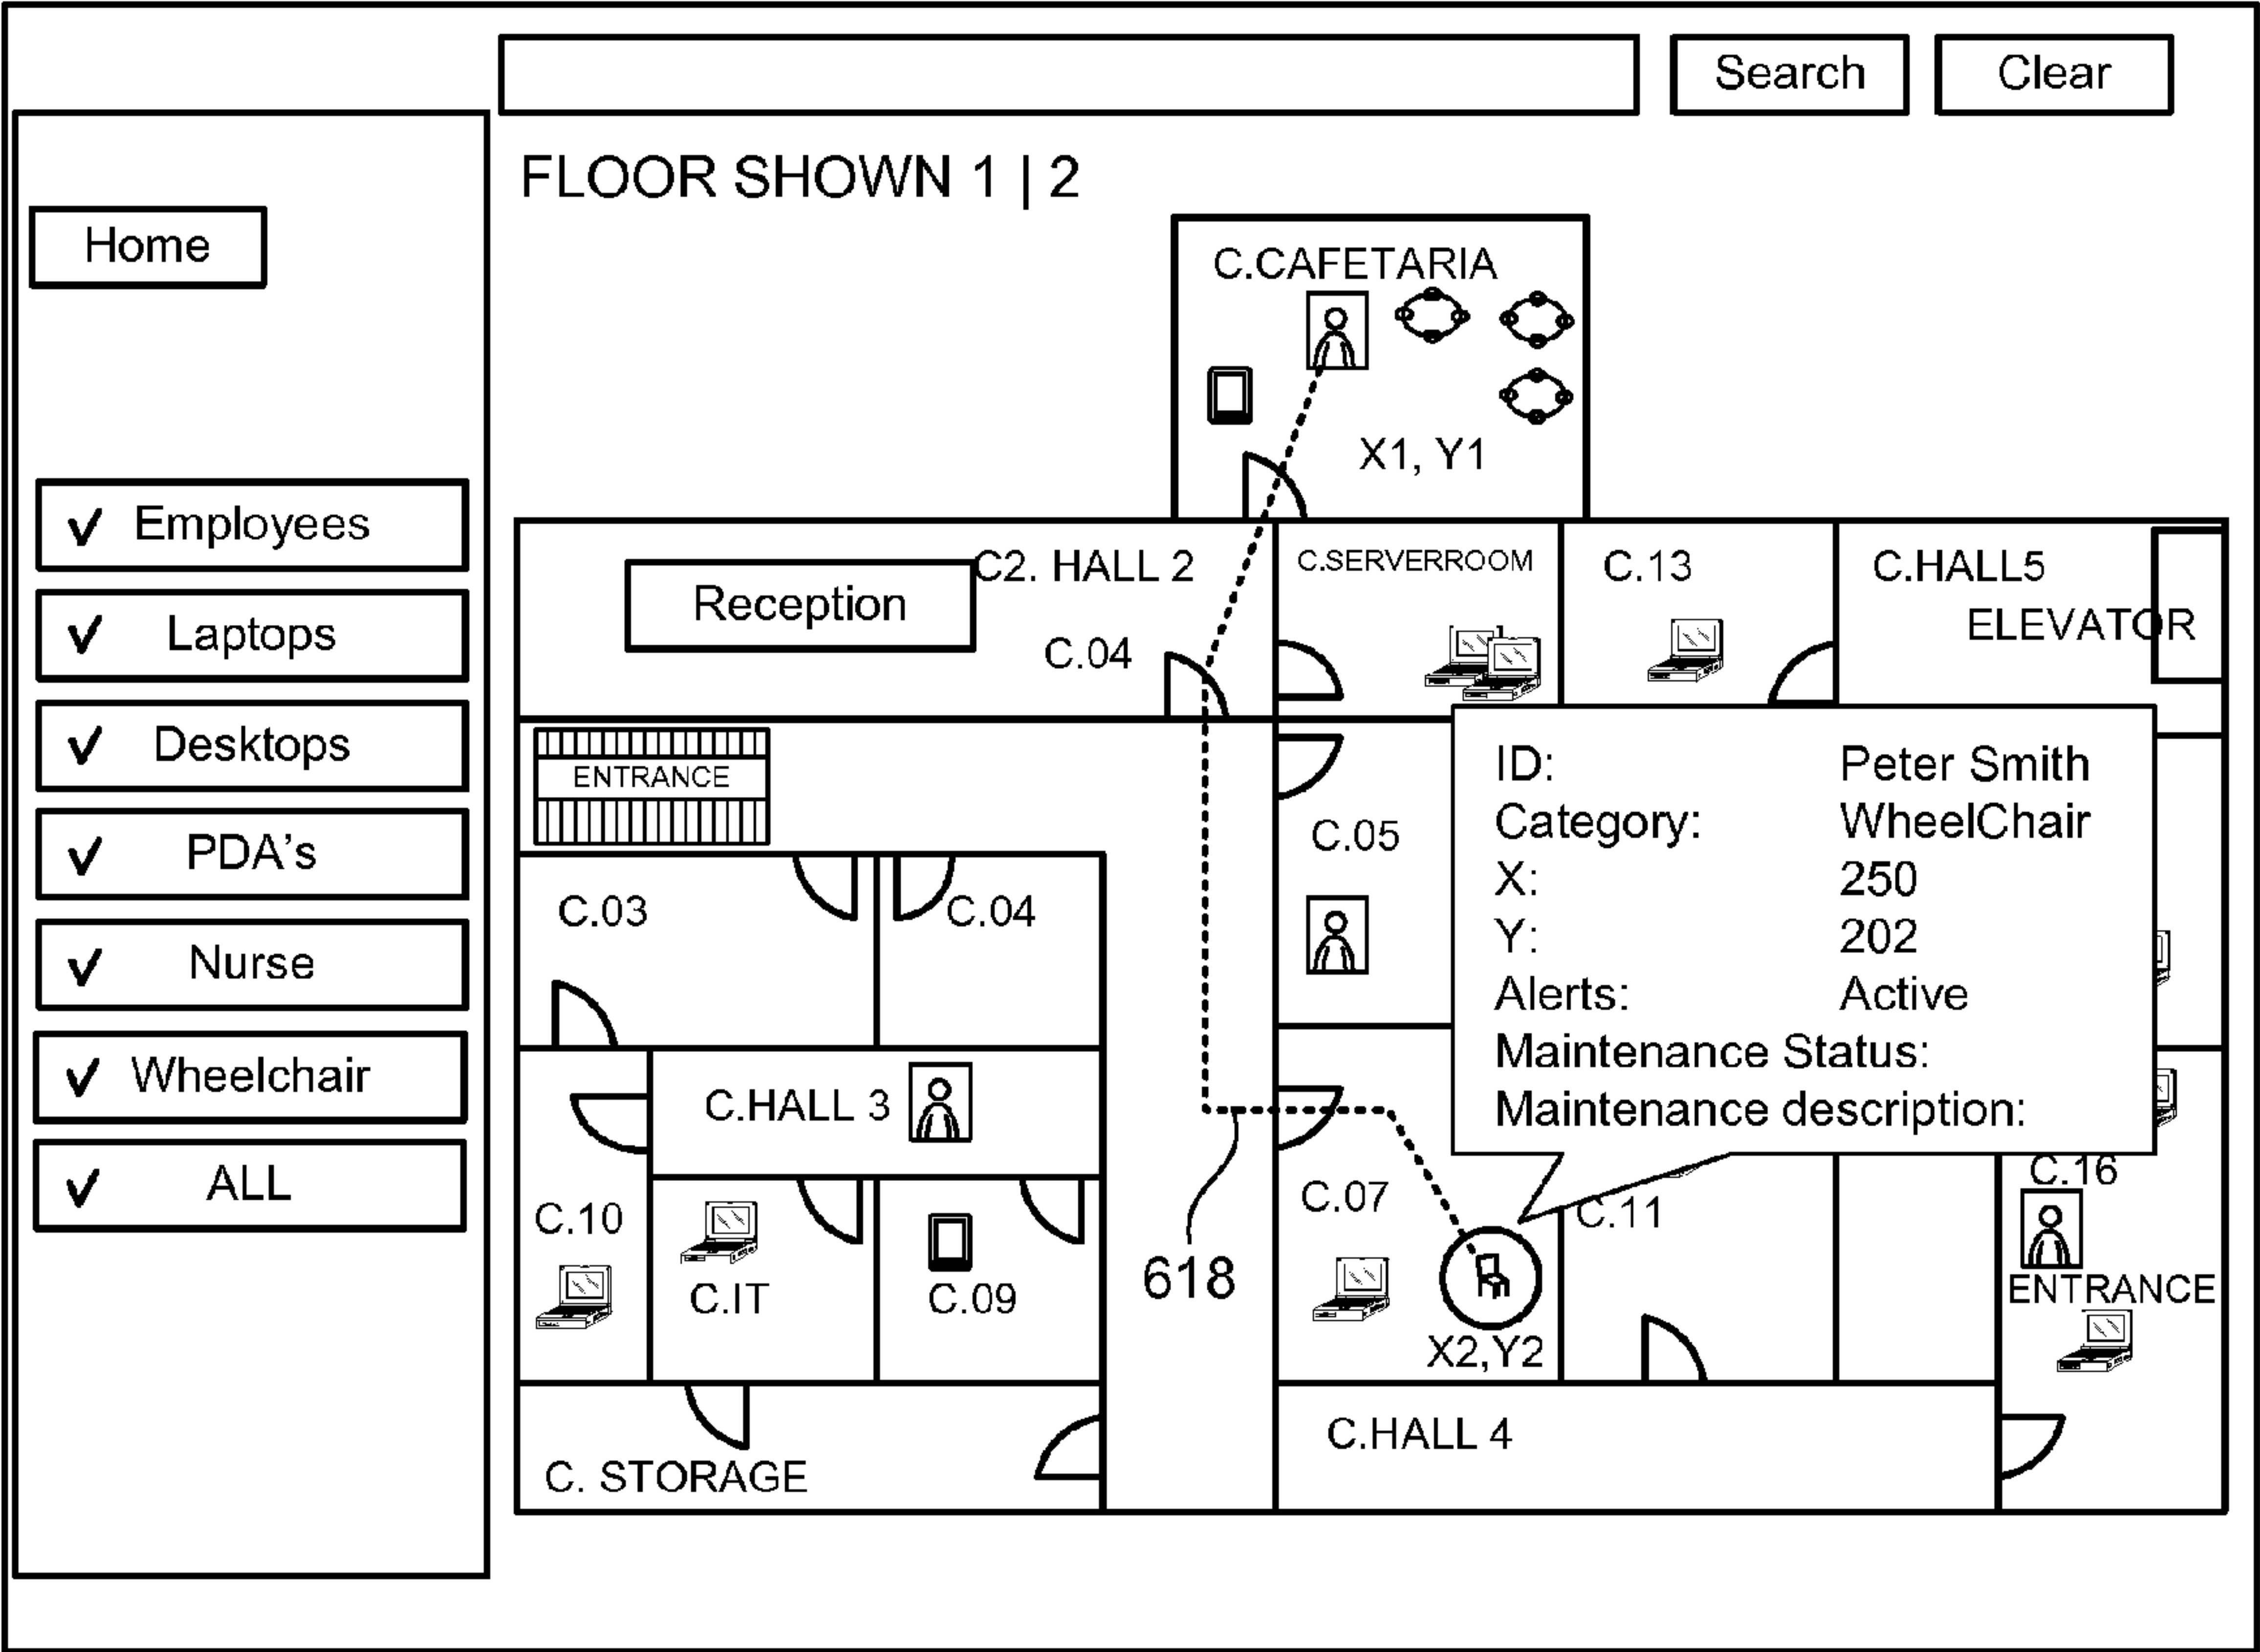 Search Clear
FLOOR SHOWN 1 | 2
Home
✓ Employees
✓ Laptops
✓ Desktops
✓ PDA's
✓ Nurse
✓ Wheelchair
✓ ALL
C.CAFETARIA
X1, Y1
Reception
C2. HALL 2
C.04
C.SERVERROOM
C.13
C.HALL5
ELEVATOR
ENTRANCE
C.03
C.04
C.05
ID: Peter Smith
Category: WheelChair
X: 250
Y: 202
Alerts: Active
Maintenance Status:
Maintenance description:
C.HALL 3
C.10
C.IT
C.09
618
C.07
X2,Y2
C.11
C.16
ENTRANCE
C. STORAGE
C.HALL 4